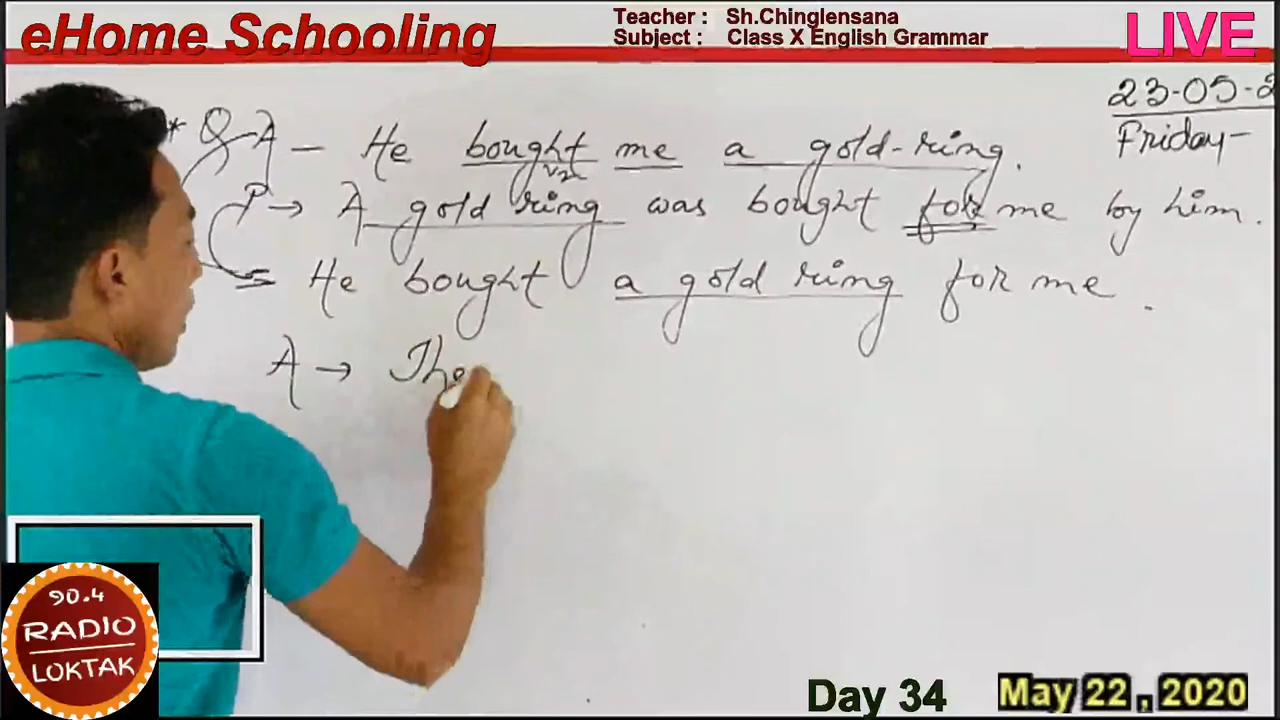 eHome Schooling
Teacher : Sh.Chinglensana
Subject : Class X English Grammar
LIVE
23-05-2
Friday-
* Q A - He bought me a gold-ring.
V2
P → A gold ring was bought for me by him.
He bought a gold ring for me.
A → The
90.4
RADIO
LOKTAK
Day 34
May 22 , 2020